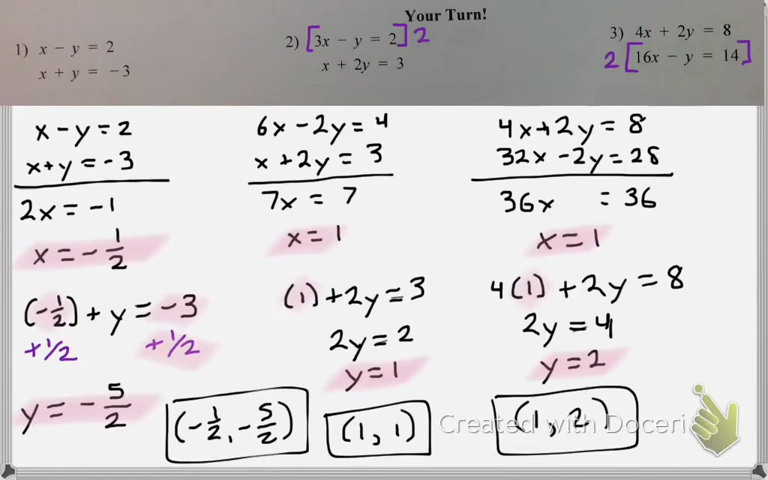 Your Turn!
1) x − y = 2
x + y = −3
2) [3x − y = 2] 2
x + 2y = 3
3) 4x + 2y = 8
2 [16x − y = 14]
x − y = 2
x + y = −3
2x = −1
x = −1/2
(−1/2) + y = −3
+1/2 +1/2
y = −5/2
(−1/2, −5/2)
6x − 2y = 4
x + 2y = 3
7x = 7
x = 1
(1) + 2y = 3
2y = 2
y = 1
(1, 1)
4x + 2y = 8
32x − 2y = 28
36x = 36
x = 1
4(1) + 2y = 8
2y = 4
y = 2
(1, 2)
Created with Doceri